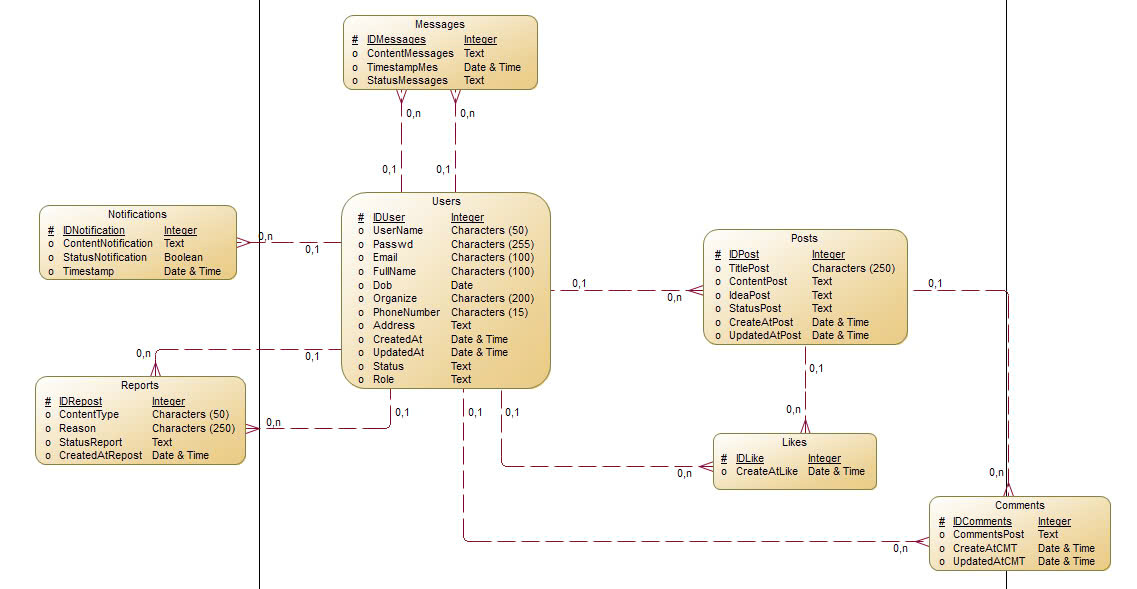 Messages
# IDMessages Integer
o ContentMessages Text
o TimestampMes Date & Time
o StatusMessages Text
0,n 0,n
0,1 0,1
Users
# IDUser Integer
o UserName Characters (50)
o Passwd Characters (255)
o Email Characters (100)
o FullName Characters (100)
o Dob Date
o Organize Characters (200)
o PhoneNumber Characters (15)
o Address Text
o CreatedAt Date & Time
o UpdatedAt Date & Time
o Status Text
o Role Text
Notifications
# IDNotification Integer
o ContentNotification Text
o StatusNotification Boolean
o Timestamp Date & Time
0,n
0,1
Posts
# IDPost Integer
o TitlePost Characters (250)
o ContentPost Text
o IdeaPost Text
o StatusPost Text
o CreateAtPost Date & Time
o UpdatedAtPost Date & Time
0,1
0,n
0,1
0,n
0,1
Reports
# IDRepost Integer
o ContentType Characters (50)
o Reason Characters (250)
o StatusReport Text
o CreatedAtRepost Date & Time
0,n
0,1
0,1
0,1
0,1
0,n
Likes
# IDLike Integer
o CreateAtLike Date & Time
0,n
0,n
Comments
# IDComments Integer
o CommentsPost Text
o CreateAtCMT Date & Time
o UpdatedAtCMT Date & Time
0,n